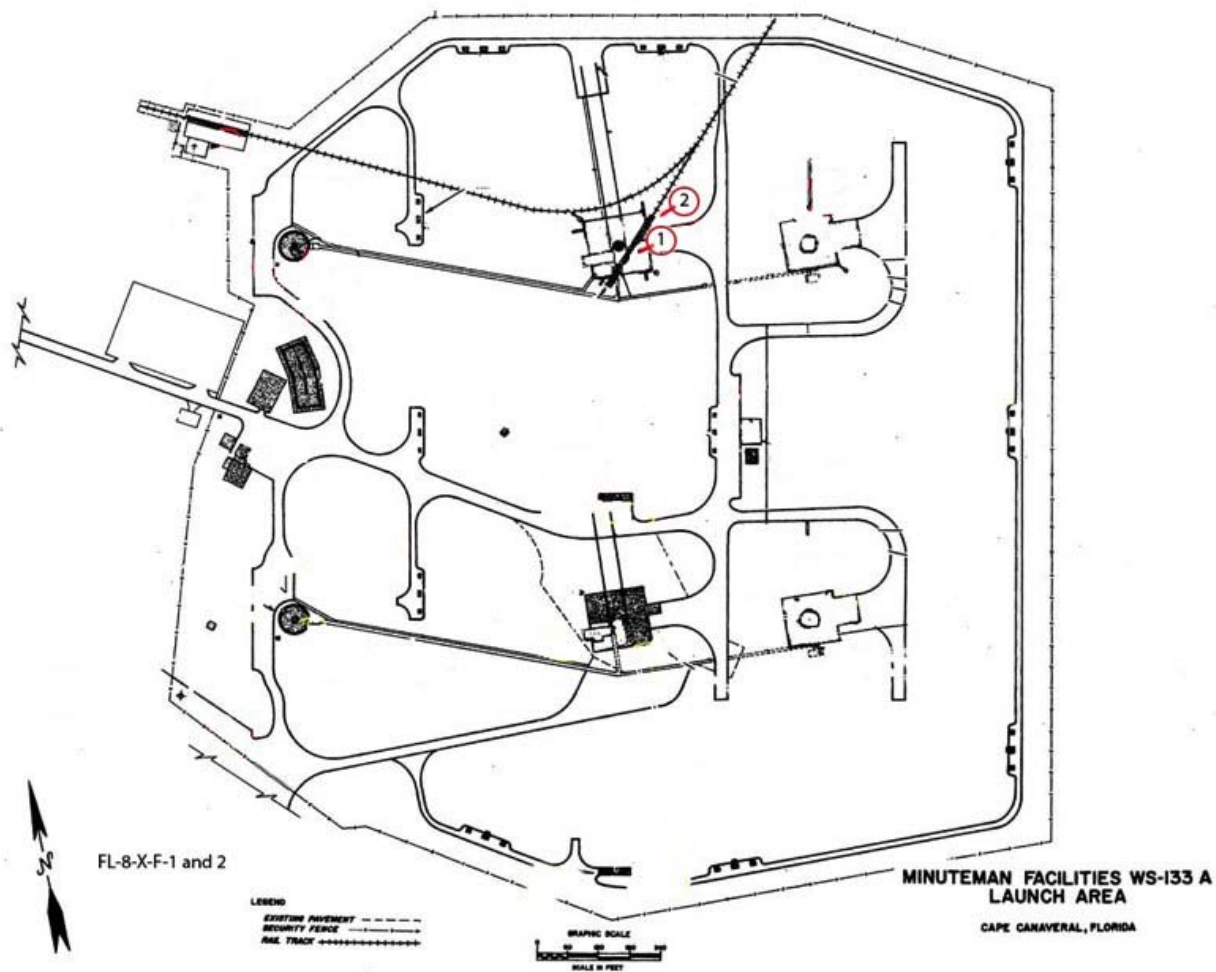 2
1
FL-8-X-F-1 and 2
LEGEND
EXISTING PAVEMENT
SECURITY FENCE
RAIL TRACK
GRAPHIC SCALE
0
SCALE IN FEET
MINUTEMAN FACILITIES WS-133 A
LAUNCH AREA
CAPE CANAVERAL, FLORIDA